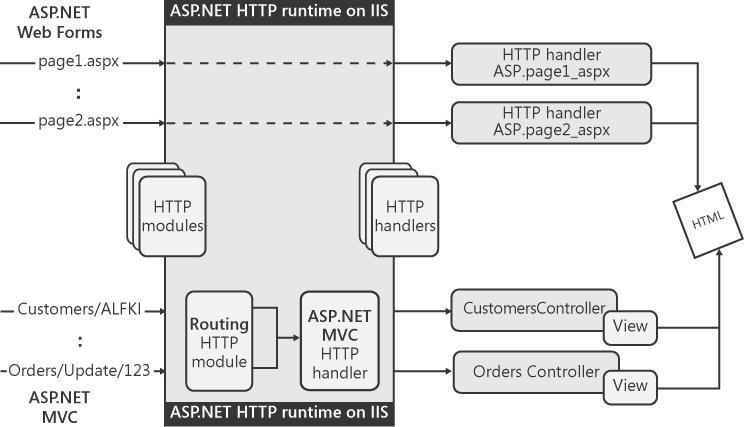 ASP.NET
Web Forms
ASP.NET HTTP runtime on IIS
page1.aspx
:
page2.aspx
HTTP handler
ASP.page1_aspx
HTTP handler
ASP.page2_aspx
HTTP
modules
HTTP
handlers
HTML
Customers/ALFKI
:
Orders/Update/123
ASP.NET
MVC
Routing
HTTP
module
ASP.NET
MVC
HTTP
handler
CustomersController
View
Orders Controller
View
ASP.NET HTTP runtime on IIS